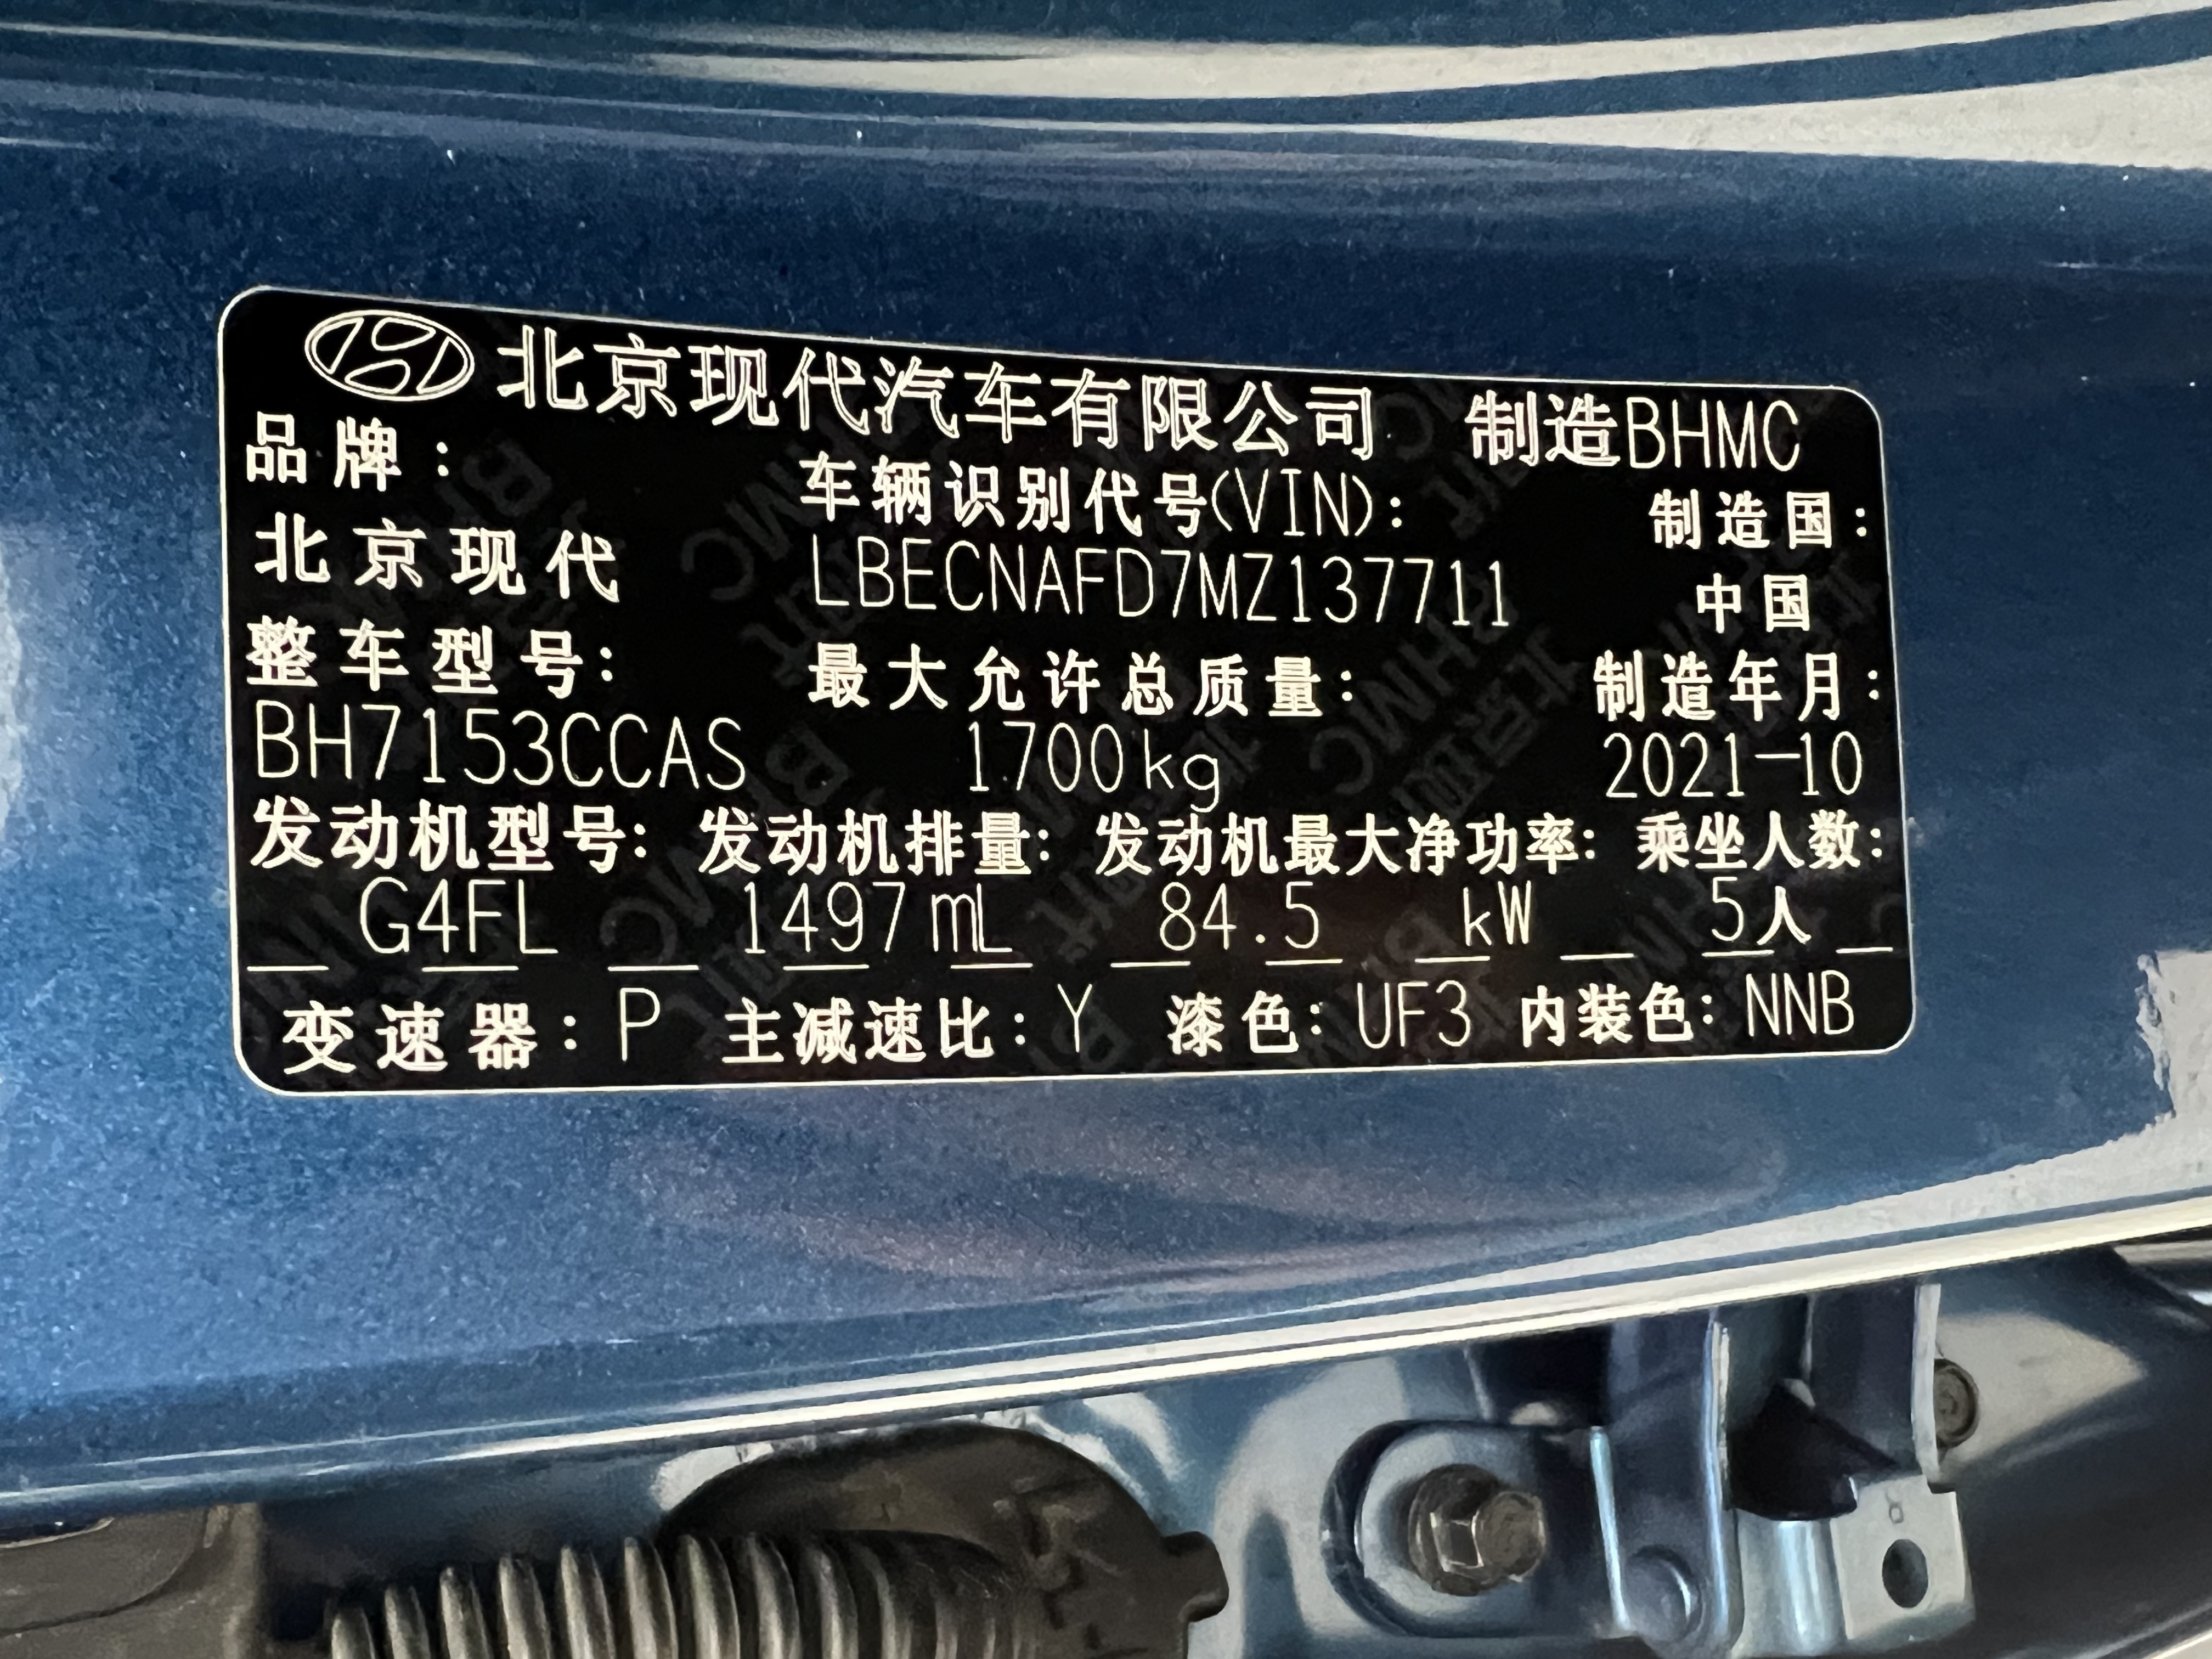 北京现代汽车有限公司 制造BHMC
品牌: 车辆识别代号(VIN): 制造国:
北京现代 LBECNAFD7MZ137711 中国
整车型号: 最大允许总质量: 制造年月:
BH7153CCAS 1700kg 2021-10
发动机型号: 发动机排量: 发动机最大净功率: 乘坐人数:
G4FL 1497mL 84.5 kW 5人
变速器: P 主减速比: Y 漆色: UF3 内装色: NNB